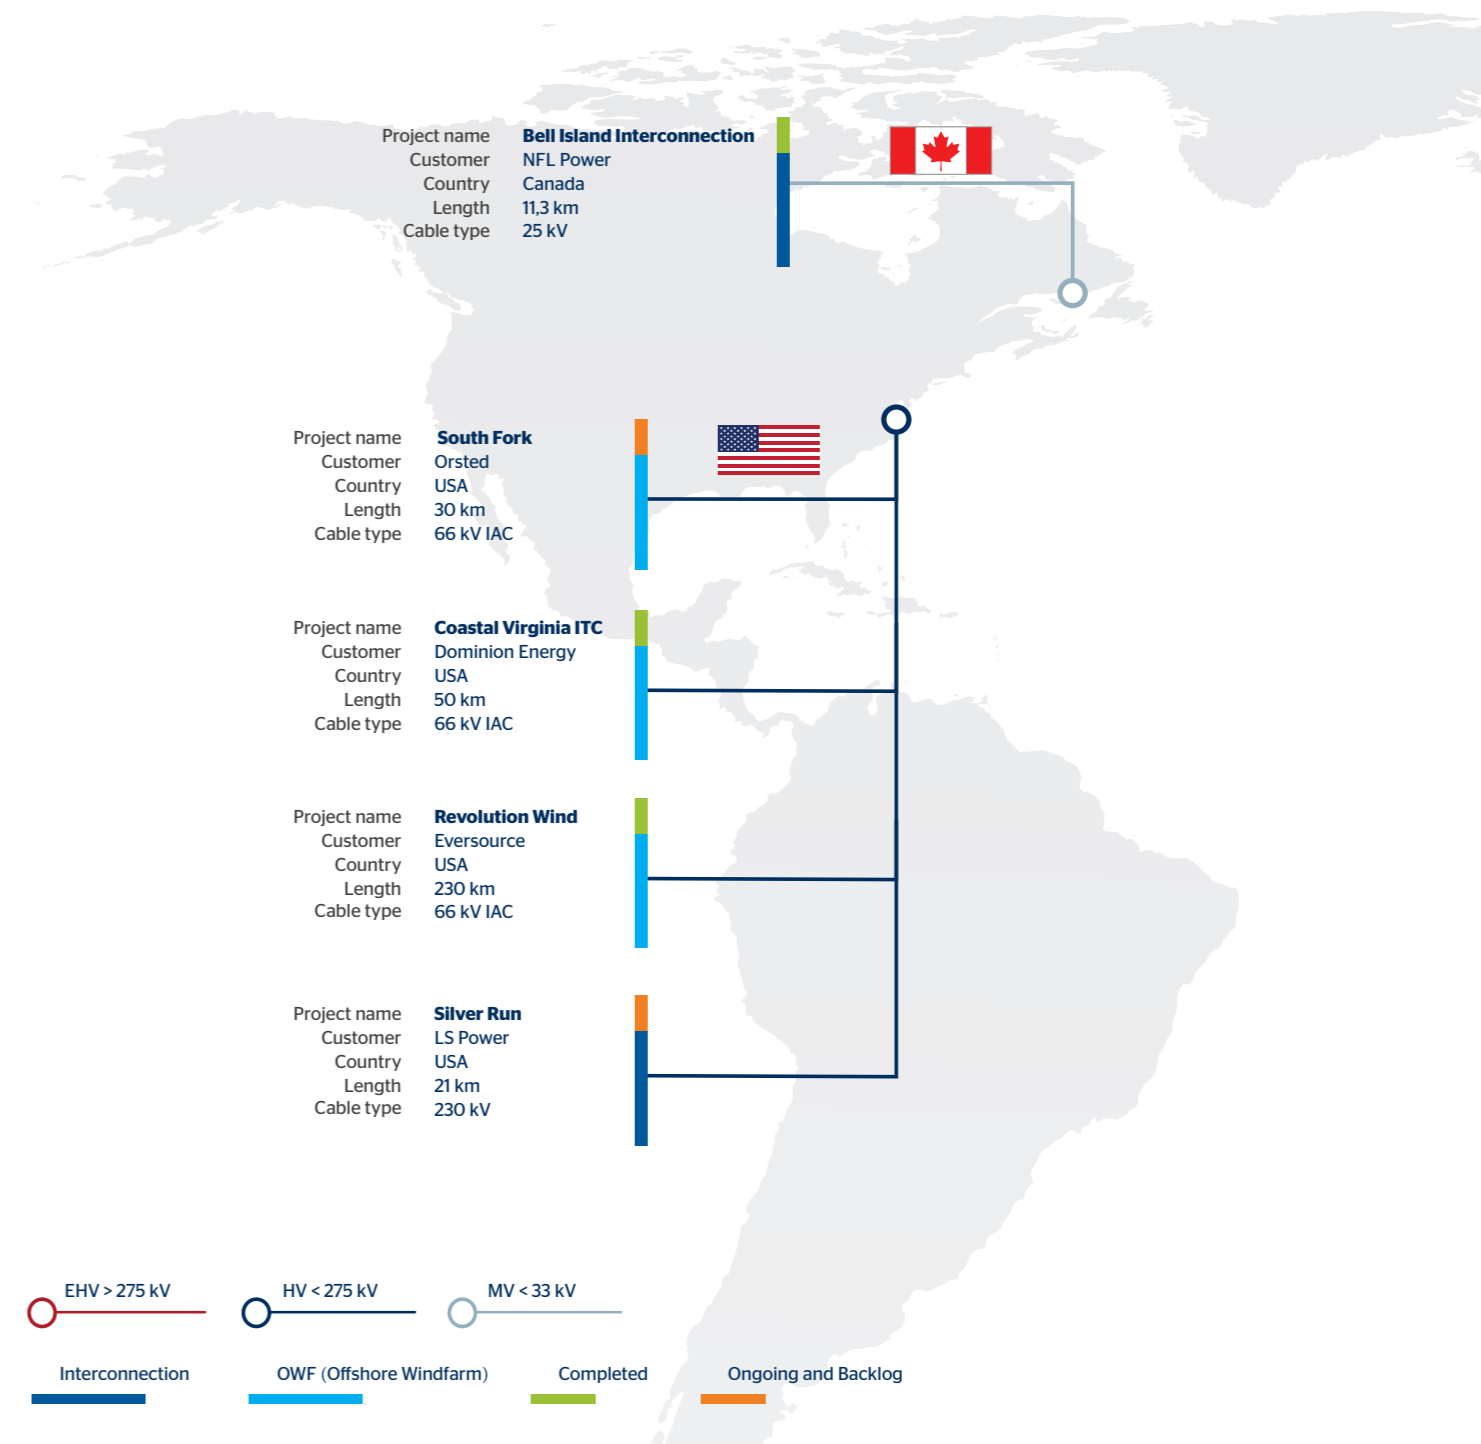 Project name Bell Island Interconnection
Customer NFL Power
Country Canada
Length 11,3 km
Cable type 25 kV
Project name South Fork
Customer Orsted
Country USA
Length 30 km
Cable type 66 kV IAC
Project name Coastal Virginia ITC
Customer Dominion Energy
Country USA
Length 50 km
Cable type 66 kV IAC
Project name Revolution Wind
Customer Eversource
Country USA
Length 230 km
Cable type 66 kV IAC
Project name Silver Run
Customer LS Power
Country USA
Length 21 km
Cable type 230 kV
EHV > 275 kV HV < 275 kV MV < 33 kV
Interconnection OWF (Offshore Windfarm) Completed Ongoing and Backlog